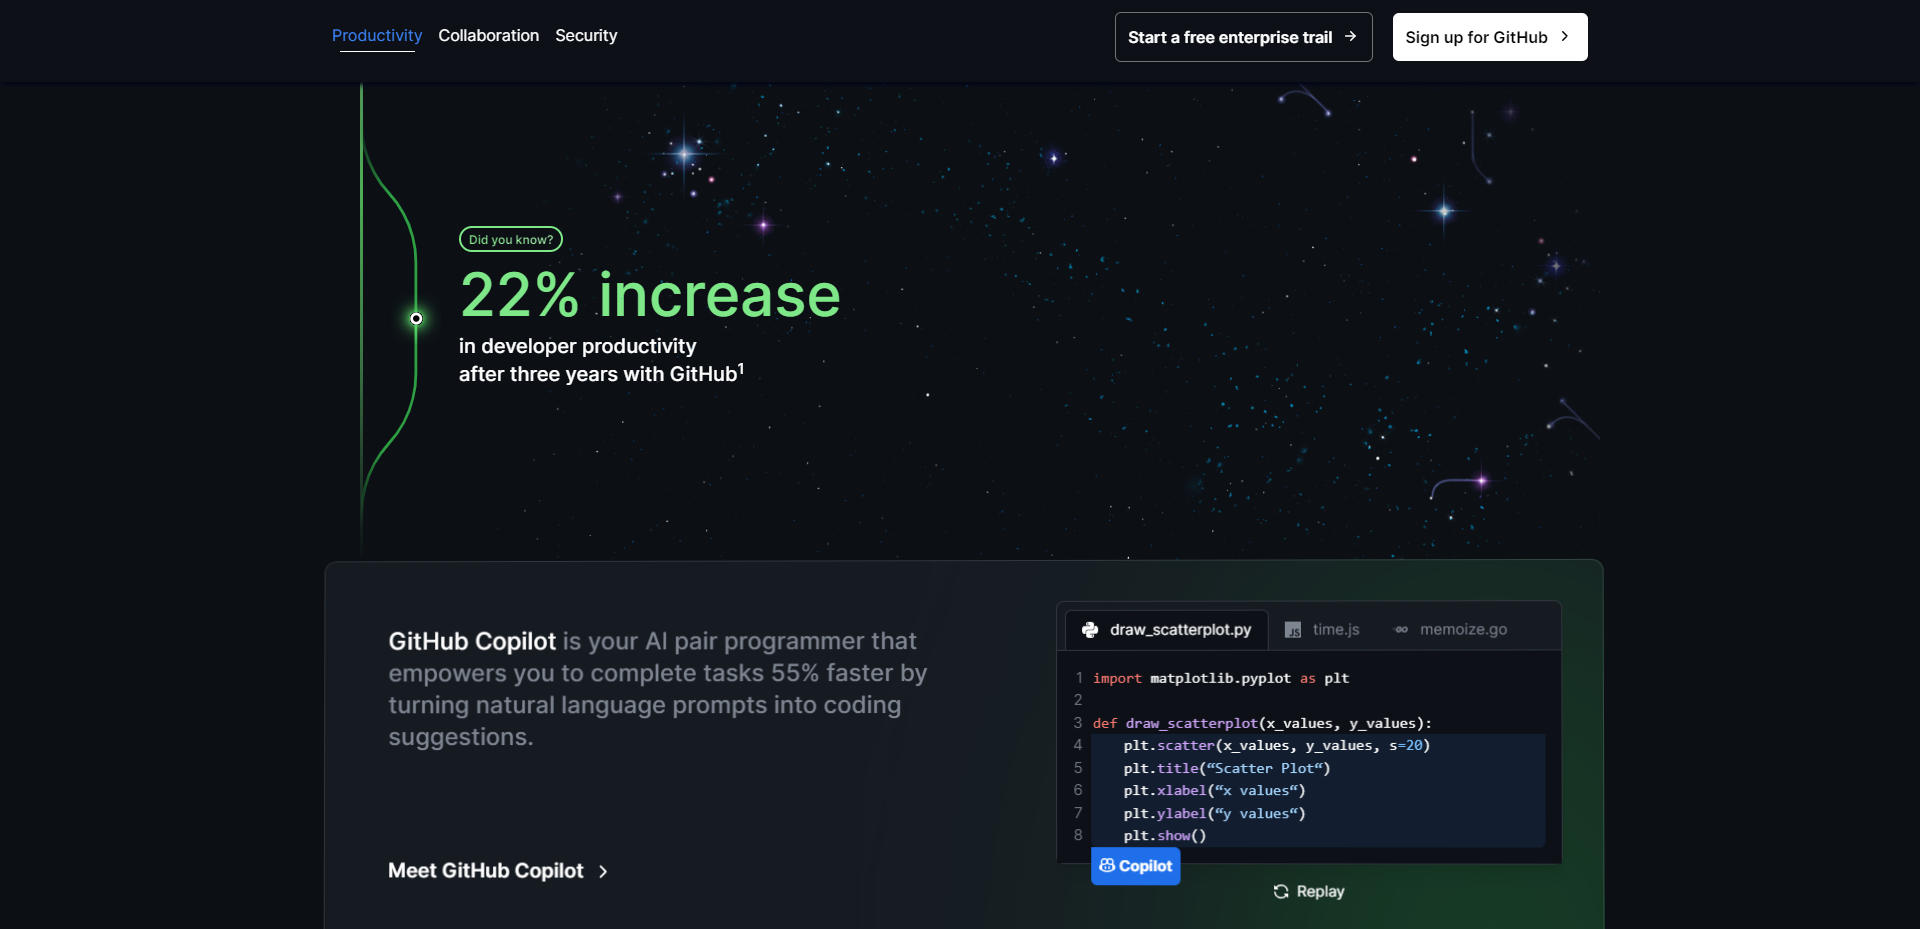 Productivity Collaboration Security
Start a free enterprise trail →
Sign up for GitHub >
Did you know?
22% increase
in developer productivity
after three years with GitHub¹
GitHub Copilot is your AI pair programmer that
empowers you to complete tasks 55% faster by
turning natural language prompts into coding
suggestions.
Meet GitHub Copilot >
draw_scatterplot.py JS time.js GO memoize.go
1 import matplotlib.pyplot as plt
2
3 def draw_scatterplot(x_values, y_values):
4 plt.scatter(x_values, y_values, s=20)
5 plt.title(“Scatter Plot“)
6 plt.xlabel(“x values“)
7 plt.ylabel(“y values“)
8 plt.show()
Copilot
Replay